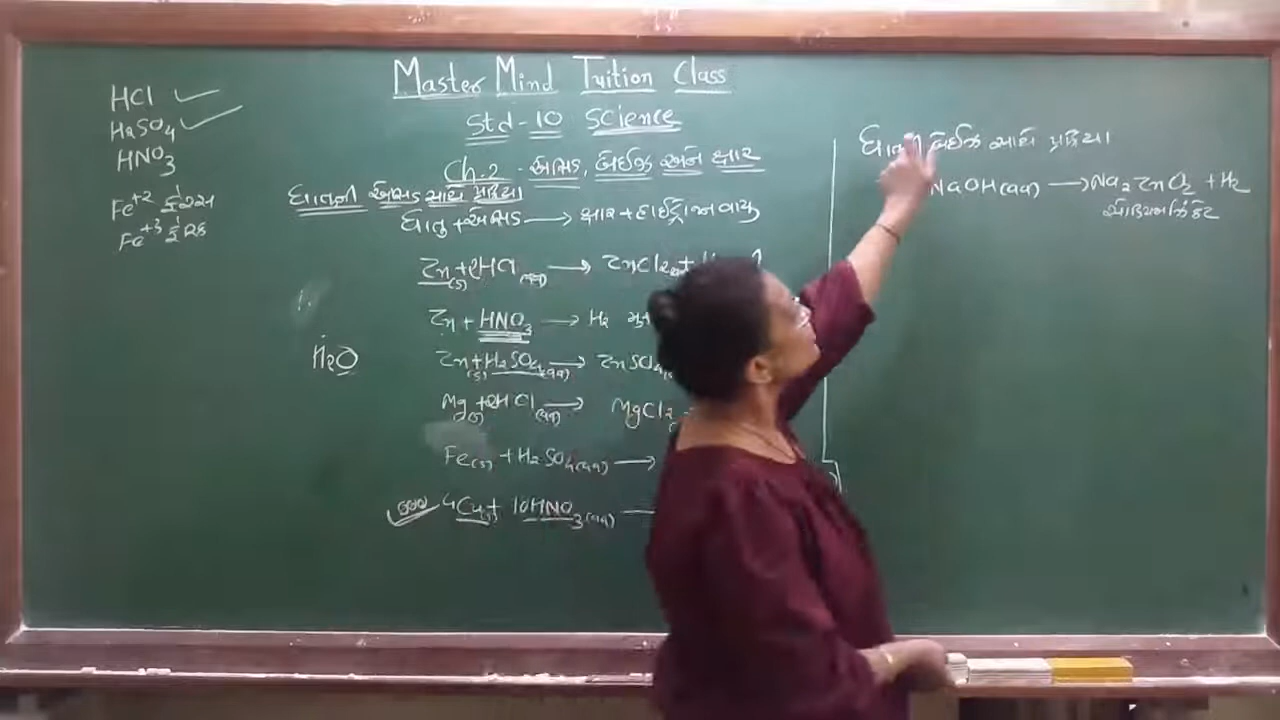 Master Mind Tuition Class
Std-10 Science
Ch.2 - એસિડ, બેઇઝ અને ક્ષાર
HCl
H₂SO₄
HNO₃
Fe⁺²
Fe⁺³
H₂O
ધાતુની એસિડ સાથે પ્રક્રિયા
ધાતુ + એસિડ → ક્ષાર + હાઇડ્રોજન વાયુ
Zn(s) + 2HCl(aq) → ZnCl₂
Zn + HNO₃ → H₂
Zn(s) + H₂SO₄(aq) → ZnSO₄
Mg(s) + 2HCl(aq) → MgCl₂
Fe(s) + H₂SO₄(aq) →
4Cu(s) + 10HNO₃(aq)
બેઇઝ સાથે પ્રક્રિયા
NaOH(aq) → Na₂ZnO₂ + H₂
સોડિયમ ઝિંકેટ